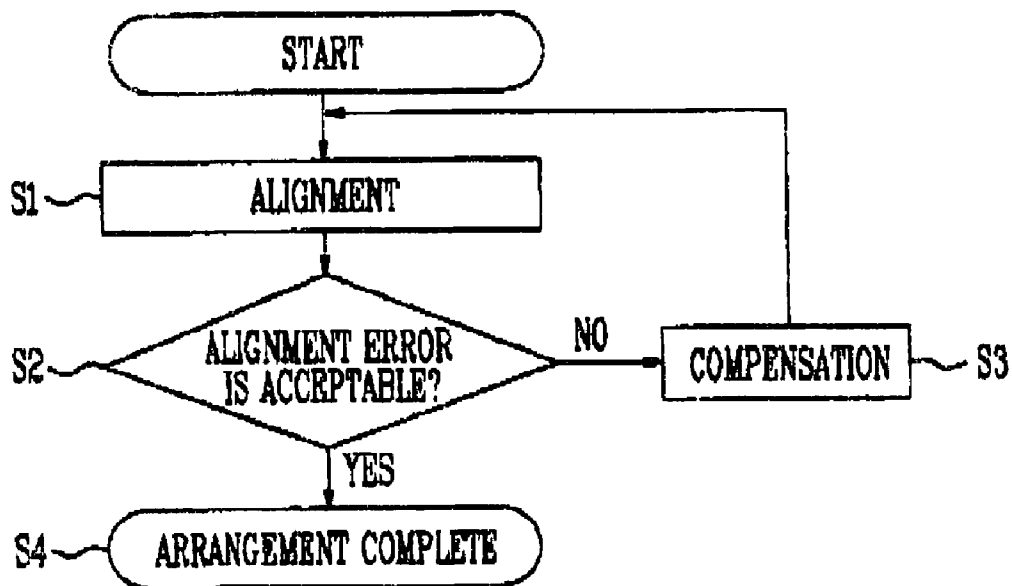 START
S1
ALIGNMENT
S2
ALIGNMENT ERROR
IS ACCEPTABLE?
NO
COMPENSATION
S3
YES
S4
ARRANGEMENT COMPLETE